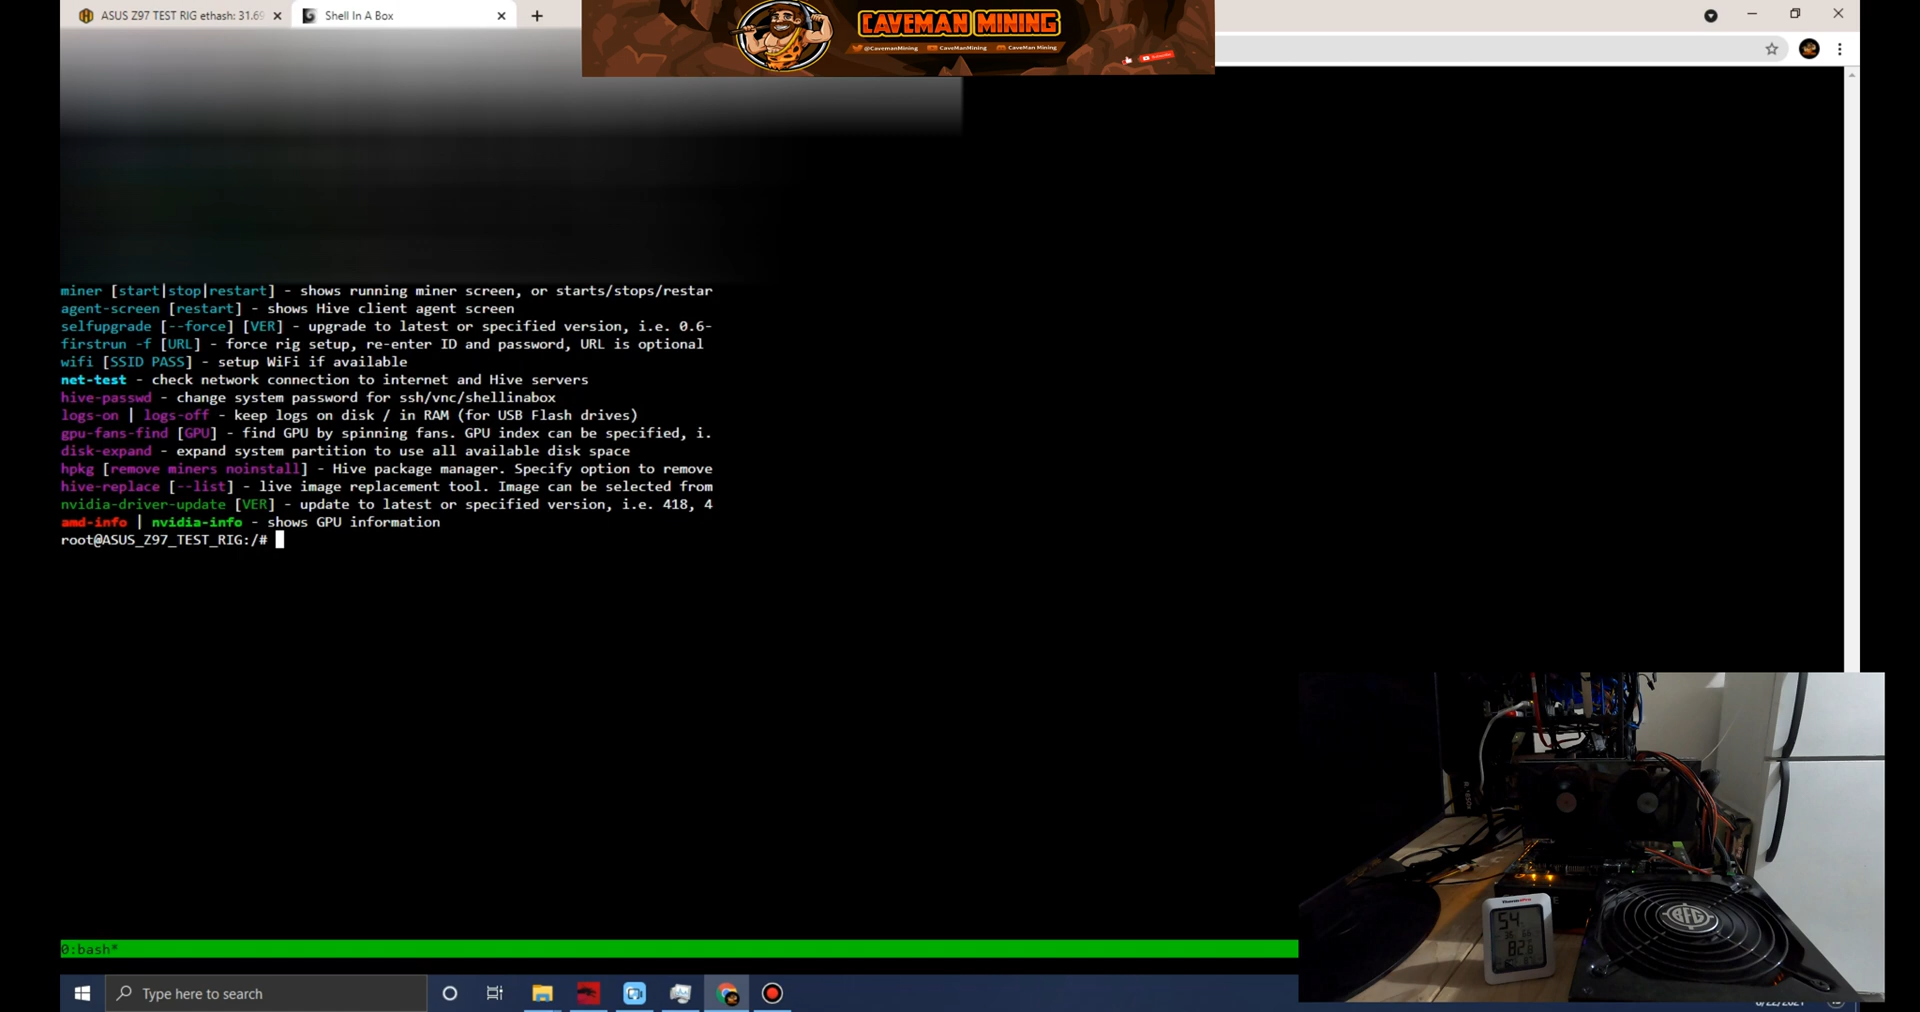 ASUS Z97 TEST RIG ethash: 31.69
Shell In A Box
CAVEMAN MINING
@CavemanMining
CaveManMining
CaveMan Mining
Subscribe
miner [start|stop|restart] - shows running miner screen, or starts/stops/restar
agent-screen [restart] - shows Hive client agent screen
selfupgrade [--force] [VER] - upgrade to latest or specified version, i.e. 0.6-
firstrun -f [URL] - force rig setup, re-enter ID and password, URL is optional
wifi [SSID PASS] - setup WiFi if available
net-test - check network connection to internet and Hive servers
hive-passwd - change system password for ssh/vnc/shellinabox
logs-on | logs-off - keep logs on disk / in RAM (for USB Flash drives)
gpu-fans-find [GPU] - find GPU by spinning fans. GPU index can be specified, i.
disk-expand - expand system partition to use all available disk space
hpkg [remove miners noinstall] - Hive package manager. Specify option to remove
hive-replace [--list] - live image replacement tool. Image can be selected from
nvidia-driver-update [VER] - update to latest or specified version, i.e. 418, 4
amd-info | nvidia-info - shows GPU information
root@ASUS_Z97_TEST_RIG:/#
ThermoPro
54
82
BFG
0:bash*
Type here to search